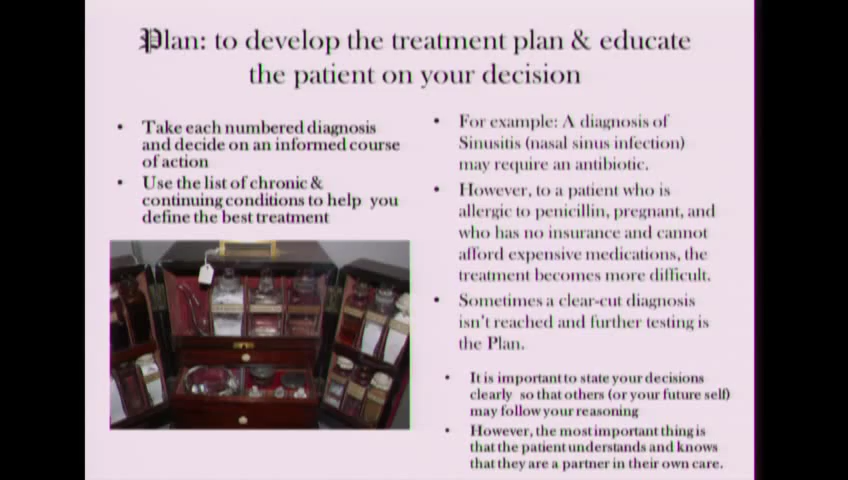 Plan: to develop the treatment plan & educate
the patient on your decision
• Take each numbered diagnosis
and decide on an informed course
of action
• Use the list of chronic &
continuing conditions to help you
define the best treatment
• For example: A diagnosis of
Sinusitis (nasal sinus infection)
may require an antibiotic.
• However, to a patient who is
allergic to penicillin, pregnant, and
who has no insurance and cannot
afford expensive medications, the
treatment becomes more difficult.
• Sometimes a clear-cut diagnosis
isn't reached and further testing is
the Plan.
• It is important to state your decisions
clearly so that others (or your future self)
may follow your reasoning
• However, the most important thing is
that the patient understands and knows
that they are a partner in their own care.